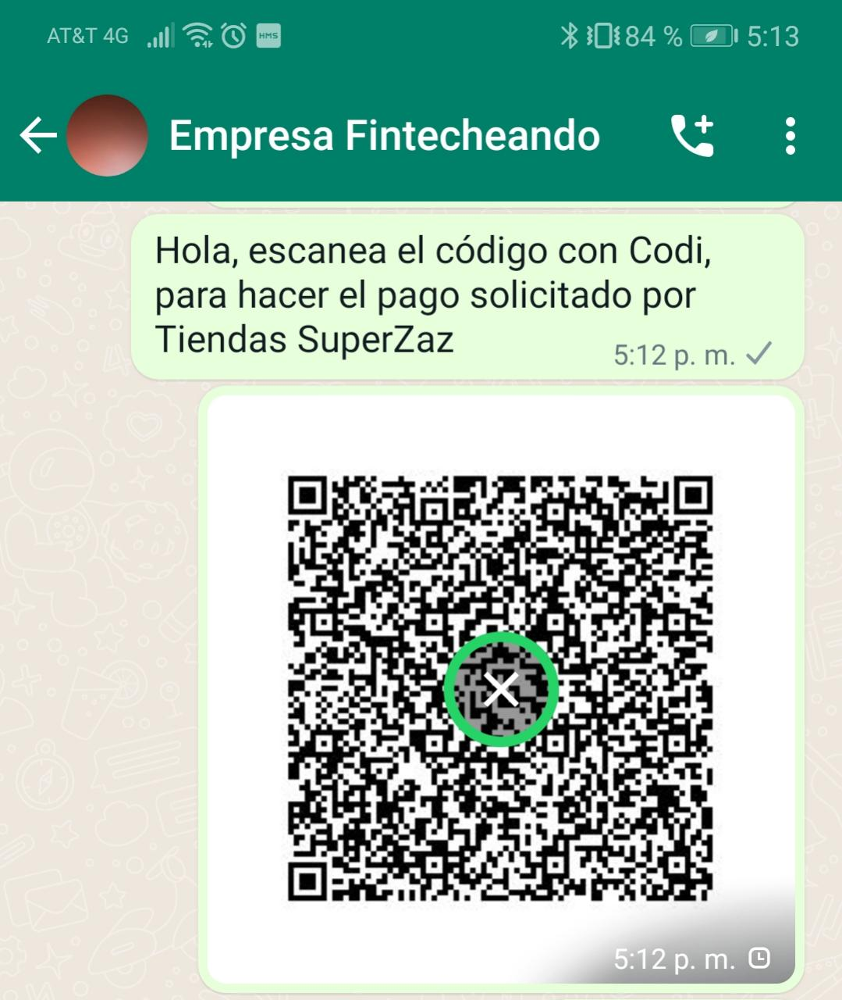 AT&T 4G HMS 84 % 5:13
Empresa Fintecheando
Hola, escanea el código con Codi,
para hacer el pago solicitado por
Tiendas SuperZaz
5:12 p. m.
5:12 p. m.